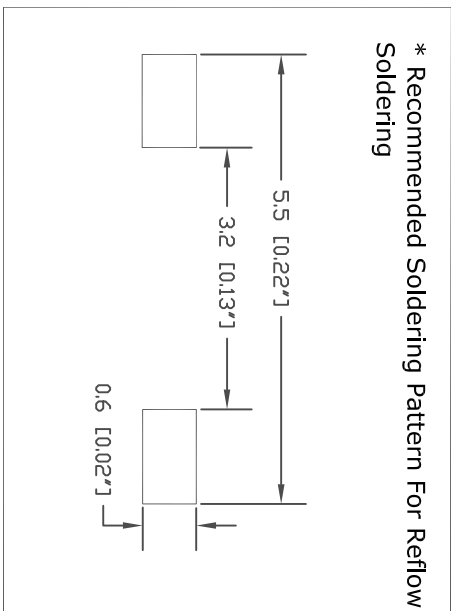 * Recommended Soldering Pattern For Reflow
Soldering
5.5 [0.22"]
3.2 [0.13"]
0.6 [0.02"]